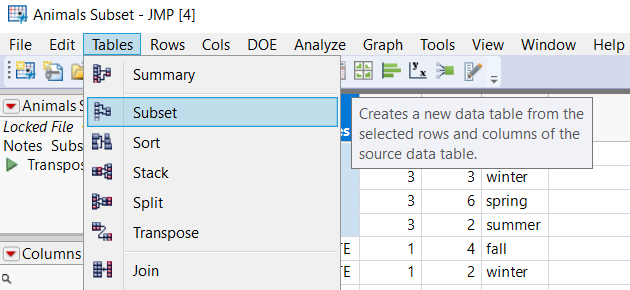 Animals Subset - JMP [4]
File Edit Tables Rows Cols DOE Analyze Graph Tools View Window Help
Animals S
Locked File
Notes Subs
Transpos
Columns
Summary
Subset
Sort
Stack
Split
Transpose
Join
Creates a new data table from the
selected rows and columns of the
source data table.
3 3 winter
3 6 spring
3 2 summer
TE 1 4 fall
TE 1 2 winter